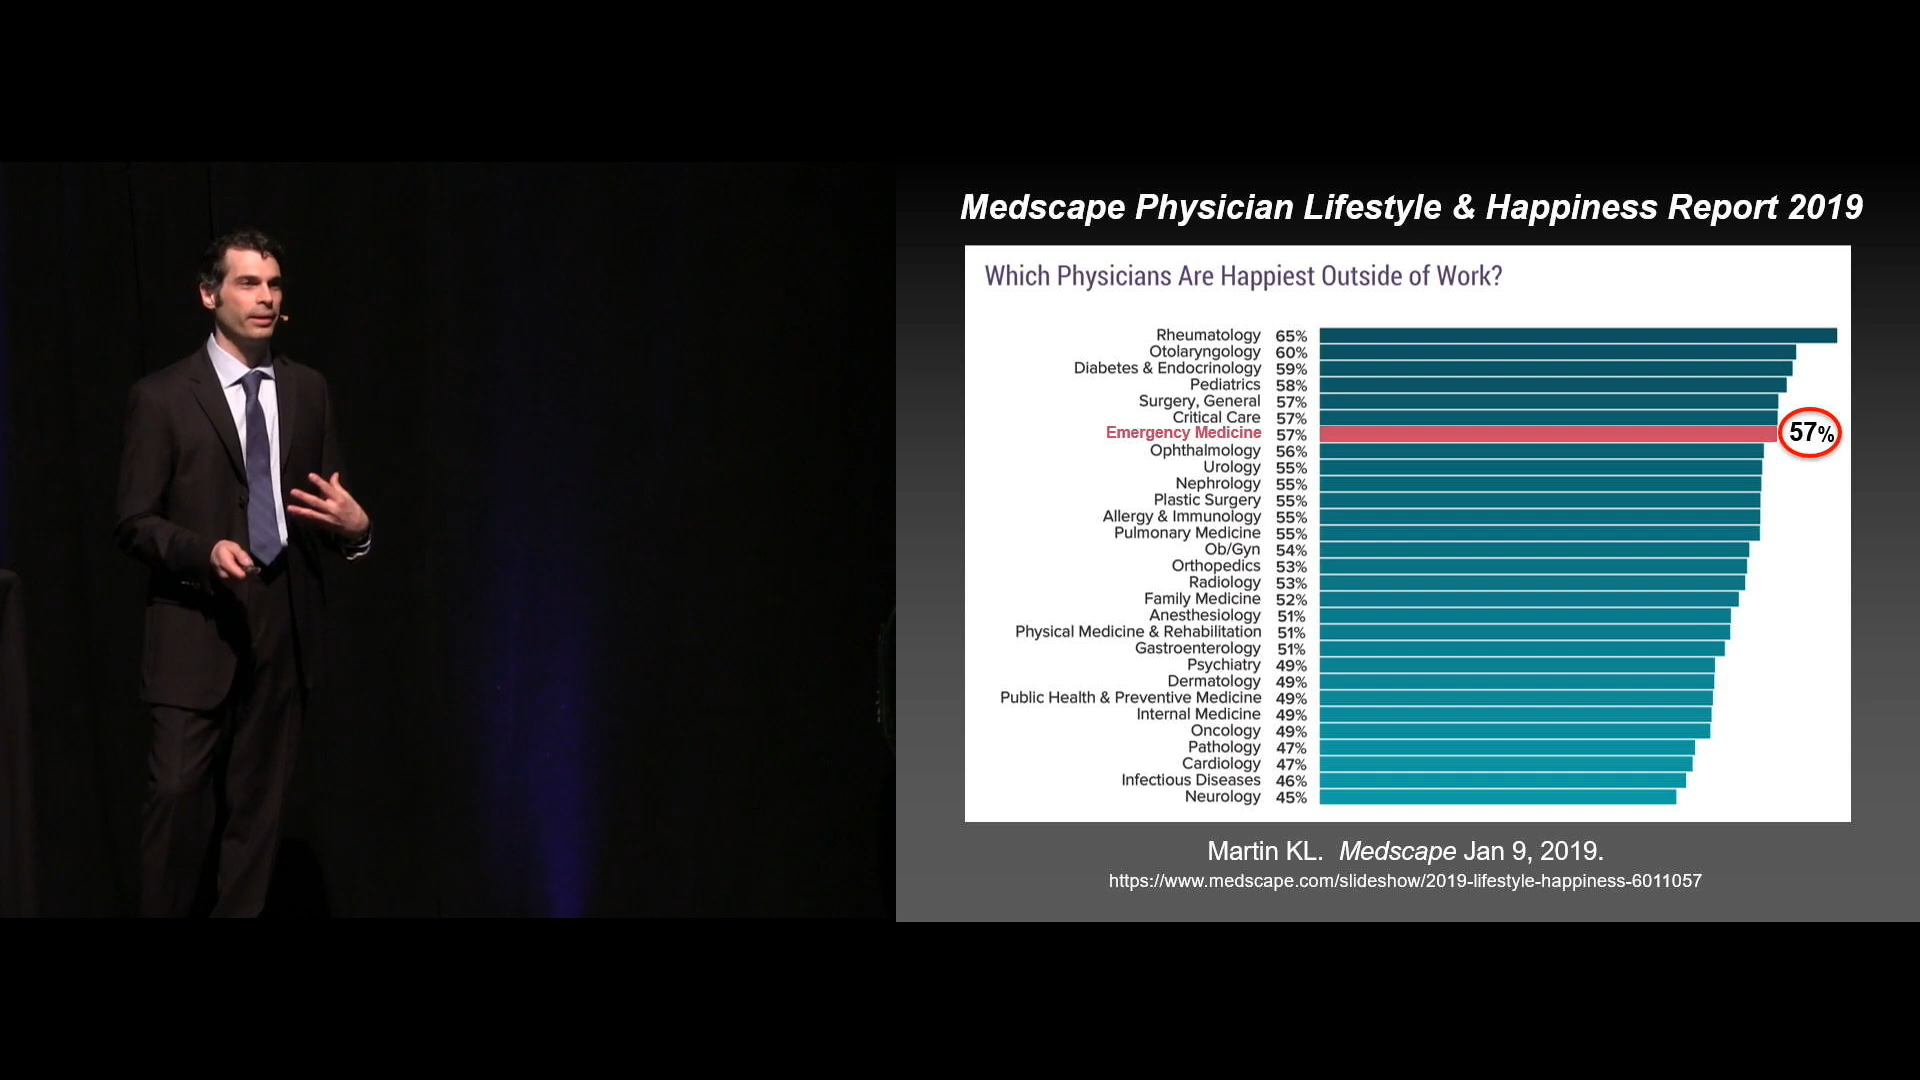 Medscape Physician Lifestyle & Happiness Report 2019
Which Physicians Are Happiest Outside of Work?
Rheumatology 65%
Otolaryngology 60%
Diabetes & Endocrinology 59%
Pediatrics 58%
Surgery, General 57%
Critical Care 57%
Emergency Medicine 57% 57%
Ophthalmology 56%
Urology 55%
Nephrology 55%
Plastic Surgery 55%
Allergy & Immunology 55%
Pulmonary Medicine 55%
Ob/Gyn 54%
Orthopedics 53%
Radiology 53%
Family Medicine 52%
Anesthesiology 51%
Physical Medicine & Rehabilitation 51%
Gastroenterology 51%
Psychiatry 49%
Dermatology 49%
Public Health & Preventive Medicine 49%
Internal Medicine 49%
Oncology 49%
Pathology 47%
Cardiology 47%
Infectious Diseases 46%
Neurology 45%
Martin KL. Medscape Jan 9, 2019.
https://www.medscape.com/slideshow/2019-lifestyle-happiness-6011057